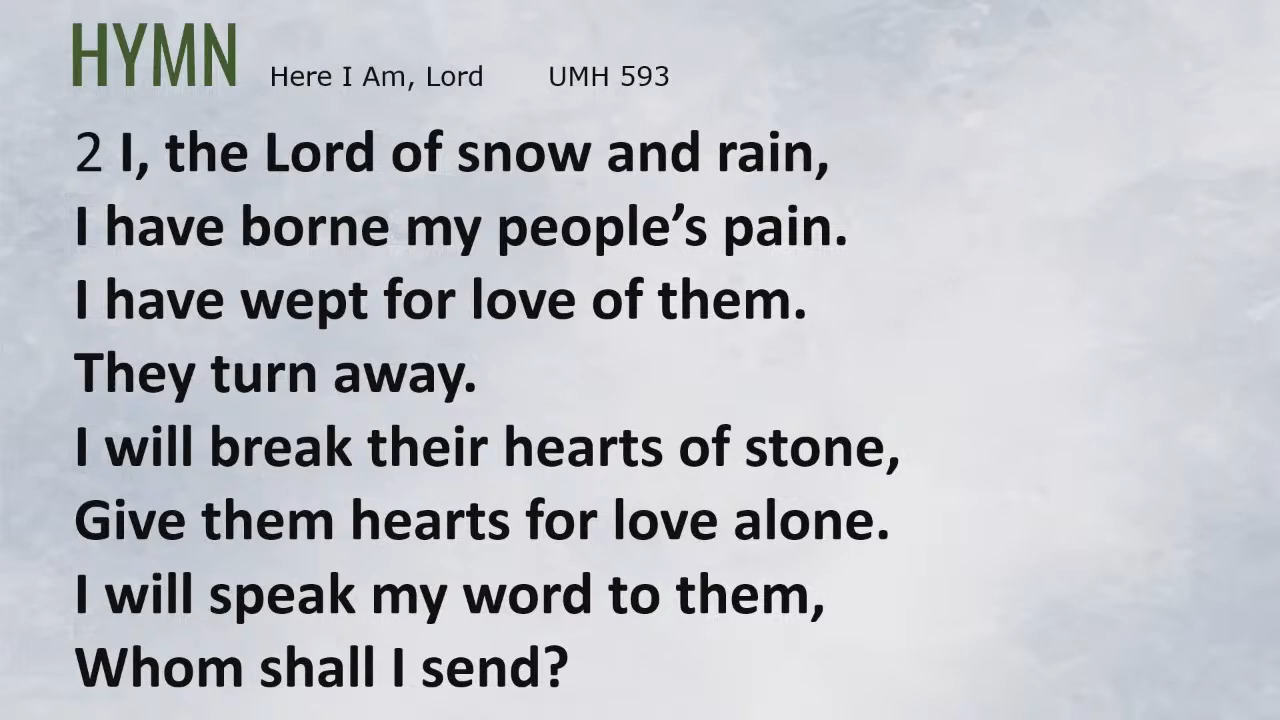 HYMN Here I Am, Lord UMH 593
2 I, the Lord of snow and rain,
I have borne my people’s pain.
I have wept for love of them.
They turn away.
I will break their hearts of stone,
Give them hearts for love alone.
I will speak my word to them,
Whom shall I send?